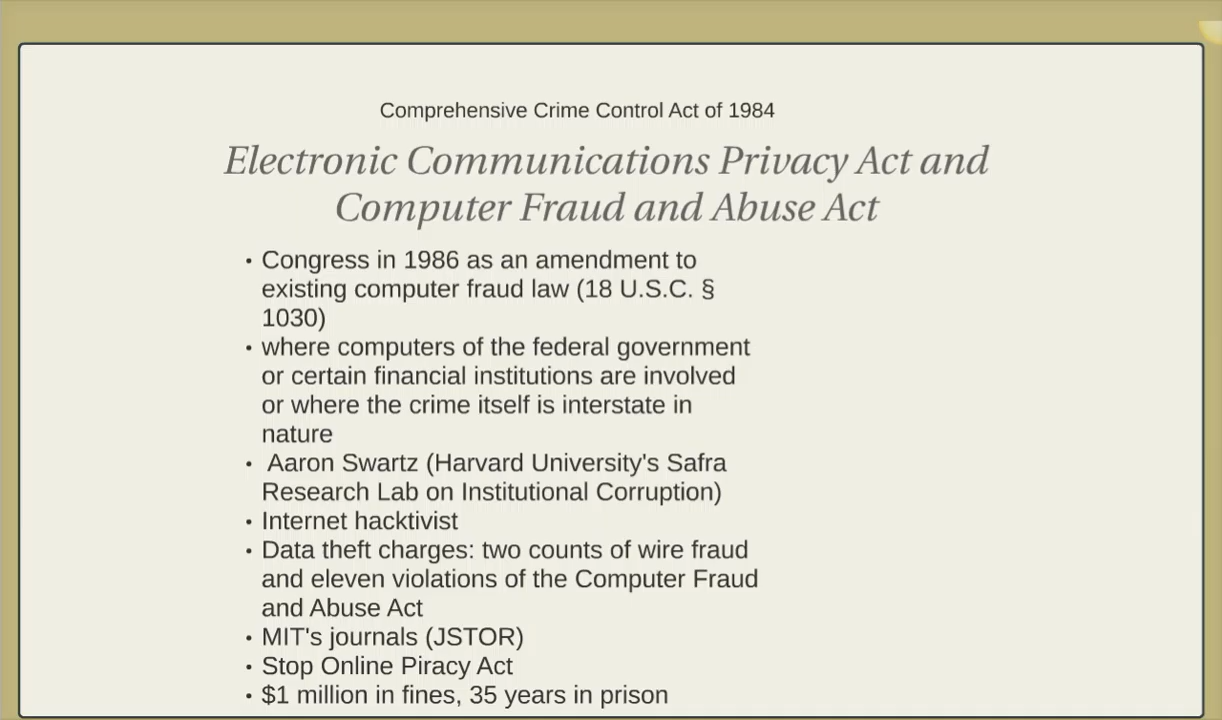 Comprehensive Crime Control Act of 1984
Electronic Communications Privacy Act and
Computer Fraud and Abuse Act
• Congress in 1986 as an amendment to
existing computer fraud law (18 U.S.C. §
1030)
• where computers of the federal government
or certain financial institutions are involved
or where the crime itself is interstate in
nature
• Aaron Swartz (Harvard University's Safra
Research Lab on Institutional Corruption)
• Internet hacktivist
• Data theft charges: two counts of wire fraud
and eleven violations of the Computer Fraud
and Abuse Act
• MIT's journals (JSTOR)
• Stop Online Piracy Act
• $1 million in fines, 35 years in prison